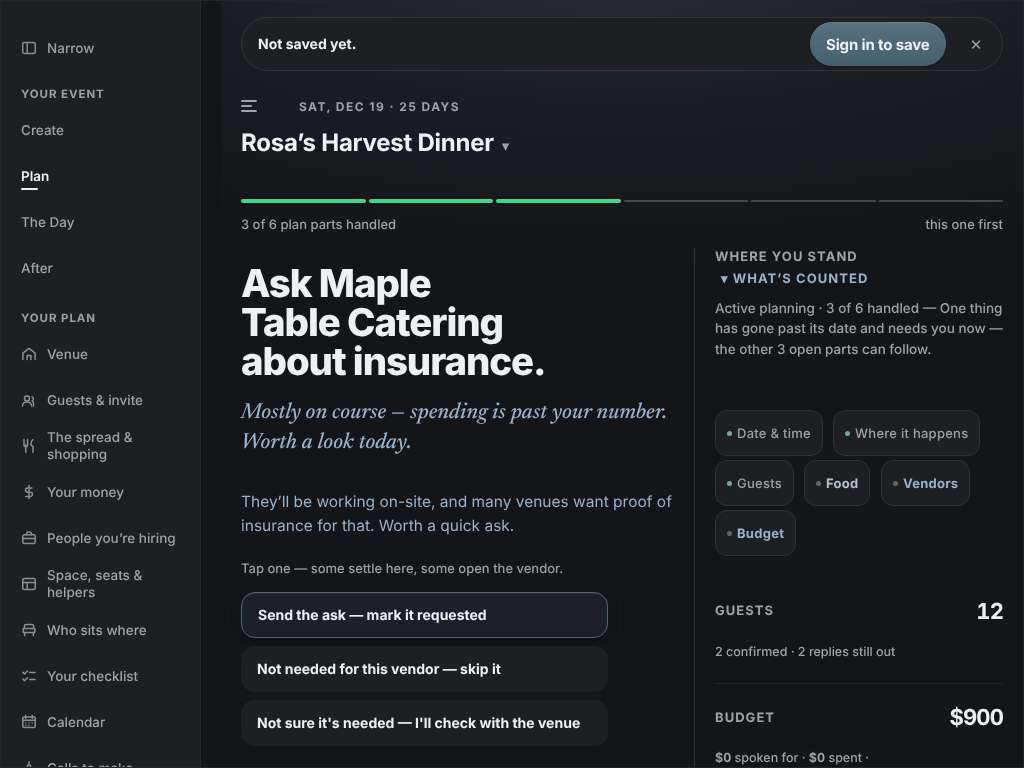 Narrow
YOUR EVENT
Create
Plan
The Day
After
YOUR PLAN
Venue
Guests & invite
The spread &
shopping
Your money
People you’re hiring
Space, seats &
helpers
Who sits where
Your checklist
Calendar
Calls to make
Not saved yet.
Sign in to save
×
SAT, DEC 19 · 25 DAYS
Rosa’s Harvest Dinner ▾
3 of 6 plan parts handled
this one first
Ask Maple
Table Catering
about insurance.
Mostly on course — spending is past your number.
Worth a look today.
They’ll be working on-site, and many venues want proof of
insurance for that. Worth a quick ask.
Tap one — some settle here, some open the vendor.
Send the ask — mark it requested
Not needed for this vendor — skip it
Not sure it's needed — I'll check with the venue
WHERE YOU STAND
▾ WHAT’S COUNTED
Active planning · 3 of 6 handled — One thing
has gone past its date and needs you now —
the other 3 open parts can follow.
Date & time
Where it happens
Guests
Food
Vendors
Budget
GUESTS
12
2 confirmed · 2 replies still out
BUDGET
$900
$0 spoken for · $0 spent ·